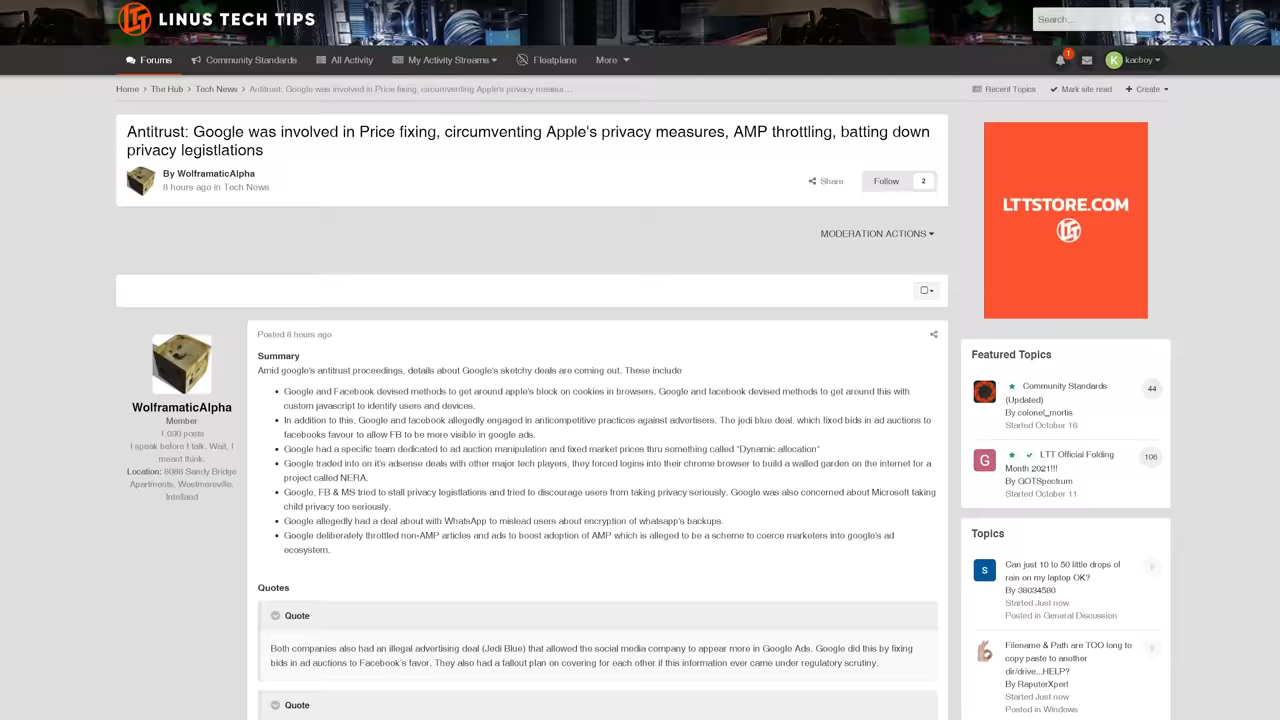 LINUS TECH TIPS
Search...
Forums
Community Standards
All Activity
My Activity Streams
Floatplane
More
1
K
kacboy
Home > The Hub > Tech News > Antitrust: Google was involved in Price fixing, circumventing Apple's privacy measur...
Recent Topics
Mark site read
Create
Antitrust: Google was involved in Price fixing, circumventing Apple's privacy measures, AMP throttling, batting down
privacy legistlations
By WolframaticAlpha
8 hours ago in Tech News
Share
Follow
2
MODERATION ACTIONS
LTTSTORE.COM
WolframaticAlpha
Member
1,030 posts
I speak before I talk. Wait, I
meant think.
Location: 8086 Sandy Bridge
Apartments, Westmereville,
Intelland
Posted 8 hours ago
Summary
Amid google's antitrust proceedings, details about Google's sketchy deals are coming out. These include
Google and Facebook devised methods to get around apple's block on cookies in browsers. Google and facebook devised methods to get around this with
custom javascript to identify users and devices.
In addition to this, Google and facebook allegedly engaged in anticompetitive practices against advertisers. The jedi blue deal, which fixed bids in ad auctions to
facebooks favour to allow FB to be more visible in google ads.
Google had a specific team dedicated to ad auction manipulation and fixed market prices thru something called "Dynamic allocation"
Google traded info on it's adsense deals with other major tech players, they forced logins into their chrome browser to build a walled garden on the internet for a
project called NERA.
Google, FB & MS tried to stall privacy legistlations and tried to discourage users from taking privacy seriously. Google was also concerned about Microsoft taking
child privacy too seriously.
Google allegedly had a deal about with WhatsApp to mislead users about encryption of whatsapp's backups.
Google deliberately throttled non-AMP articles and ads to boost adoption of AMP which is alleged to be a scheme to coerce marketers into google's ad
ecosystem.
Quotes
Quote
Both companies also had an illegal advertising deal (Jedi Blue) that allowed the social media company to appear more in Google Ads. Google did this by fixing
bids in ad auctions to Facebook's favor. They also had a fallout plan on covering for each other if this information ever came under regulatory scrutiny.
Quote
Featured Topics
Community Standards
(Updated)
By colonel_mortis
Started October 16
44
G
LTT Official Folding
Month 2021!!!
By GOTSpectrum
Started October 11
106
Topics
S
Can just 10 to 50 little drops of
rain on my laptop OK?
By 38034580
Started Just now
Posted in General Discussion
0
Filename & Path are TOO long to
copy paste to another
dir/drive...HELP?
By RaputerXpert
Started Just now
Posted in Windows
0